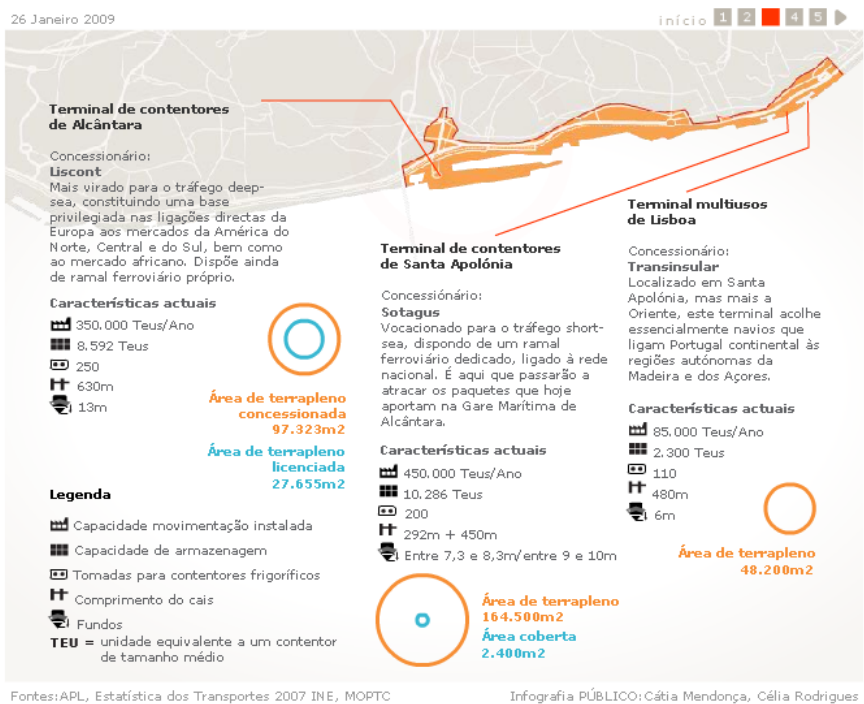 26 Janeiro 2009
início 1 2 4 5
Terminal de contentores
de Alcântara
Concessionário:
Liscont
Mais virado para o tráfego deep-
sea, constituindo uma base
privilegiada nas ligações directas da
Europa aos mercados da América do
Norte, Central e do Sul, bem como
ao mercado africano. Dispõe ainda
de ramal ferroviário próprio.
Características actuais
350.000 Teus/Ano
8.592 Teus
250
630m
13m
Área de terrapleno
concessionada
97.323m2
Área de terrapleno
licenciada
27.655m2
Legenda
Capacidade movimentação instalada
Capacidade de armazenagem
Tomadas para contentores frigoríficos
Comprimento do cais
Fundos
TEU = unidade equivalente a um contentor
de tamanho médio
Terminal de contentores
de Santa Apolónia
Concessiónário:
Sotagus
Vocacionado para o tráfego short-
sea, dispondo de um ramal
ferroviário dedicado, ligado à rede
nacional. É aqui que passarão a
atracar os paquetes que hoje
aportam na Gare Marítima de
Alcântara.
Características actuais
450.000 Teus/Ano
10.286 Teus
200
292m + 450m
Entre 7,3 e 8,3m/entre 9 e 10m
Área de terrapleno
164.500m2
Área coberta
2.400m2
Terminal multiusos
de Lisboa
Concessionário:
Transinsular
Localizado em Santa
Apolónia, mas mais a
Oriente, este terminal acolhe
essencialmente navios que
ligam Portugal continental às
regiões autónomas da
Madeira e dos Açores.
Características actuais
85.000 Teus/Ano
2.300 Teus
110
480m
6m
Área de terrapleno
48.200m2
Fontes:APL, Estatística dos Transportes 2007 INE, MOPTC
Infografia PÚBLICO:Cátia Mendonça, Célia Rodrigues